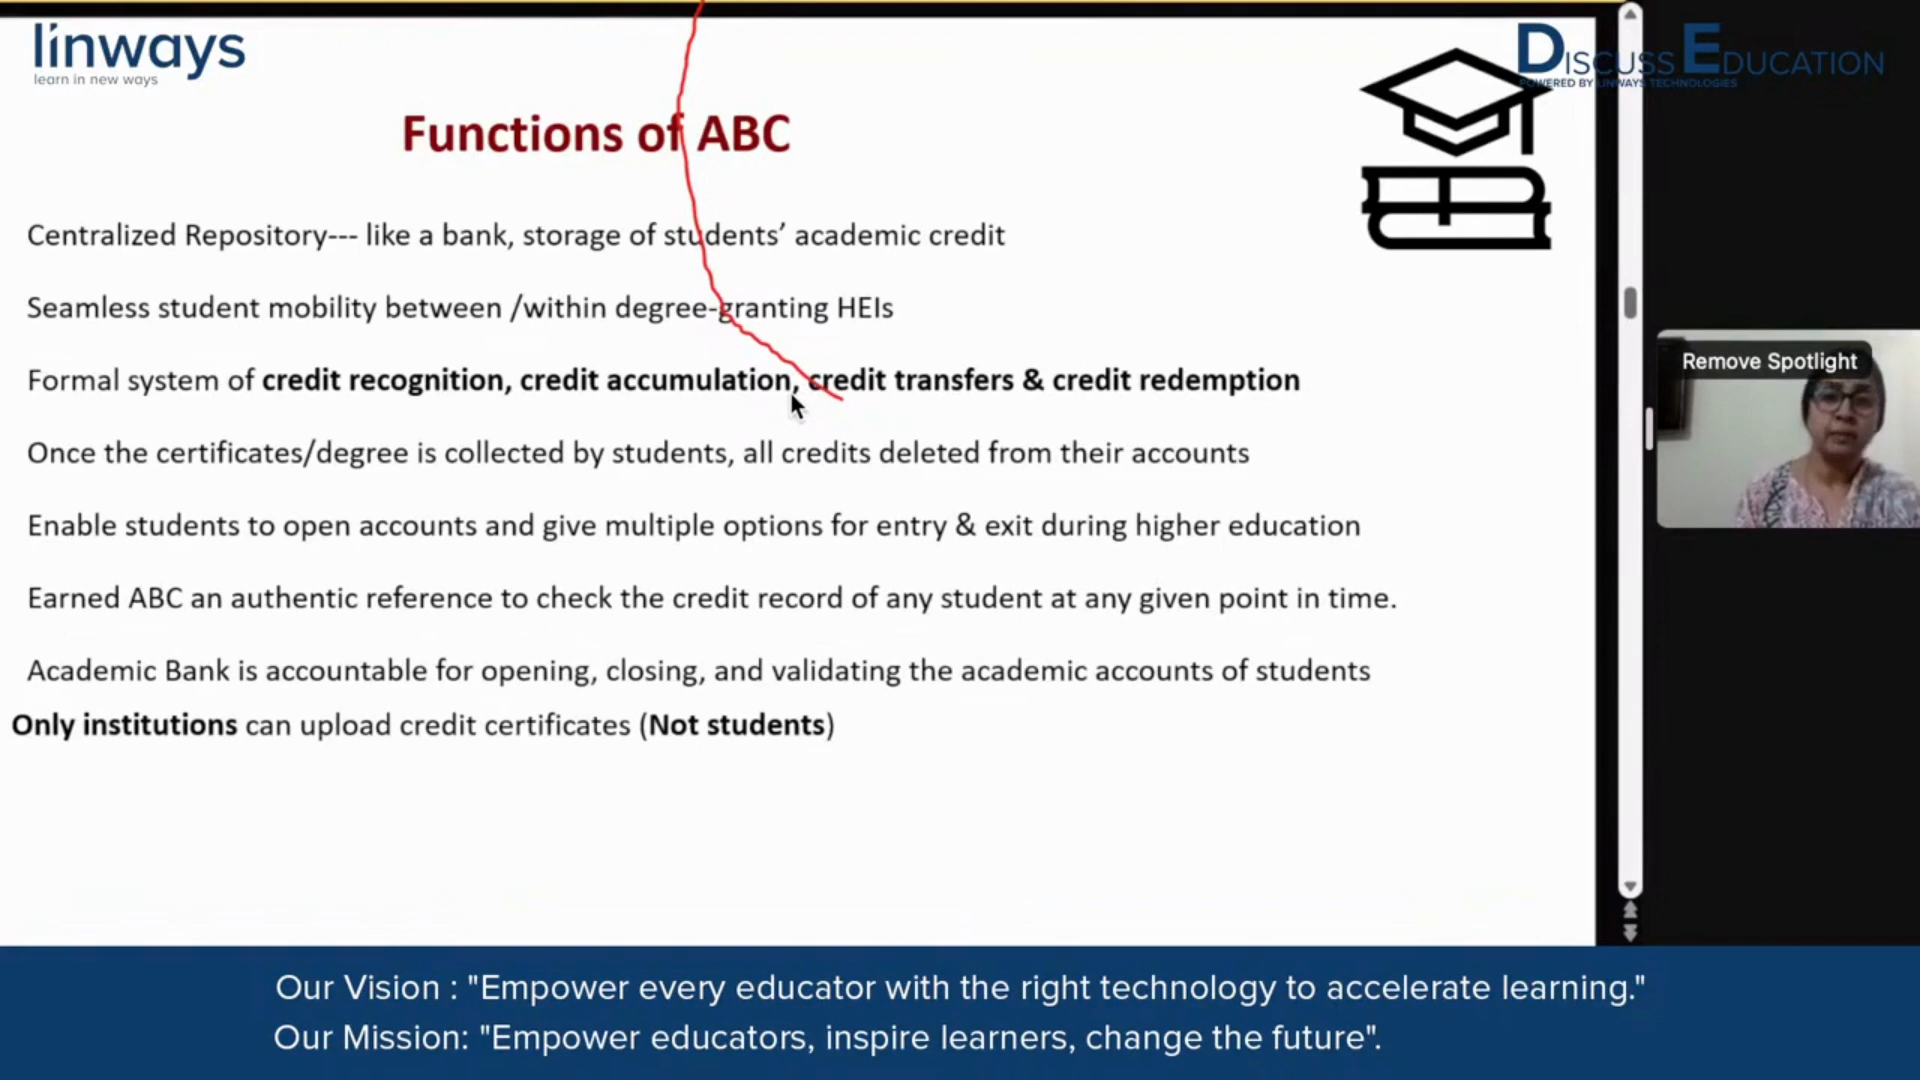 linways
learn in new ways
DISCUSS EDUCATION
POWERED BY LINWAYS TECHNOLOGIES
Functions of ABC
Centralized Repository--- like a bank, storage of students’ academic credit
Seamless student mobility between /within degree-granting HEIs
Formal system of credit recognition, credit accumulation, credit transfers & credit redemption
Once the certificates/degree is collected by students, all credits deleted from their accounts
Enable students to open accounts and give multiple options for entry & exit during higher education
Earned ABC an authentic reference to check the credit record of any student at any given point in time.
Academic Bank is accountable for opening, closing, and validating the academic accounts of students
Only institutions can upload credit certificates (Not students)
Remove Spotlight
Our Vision : "Empower every educator with the right technology to accelerate learning."
Our Mission: "Empower educators, inspire learners, change the future".